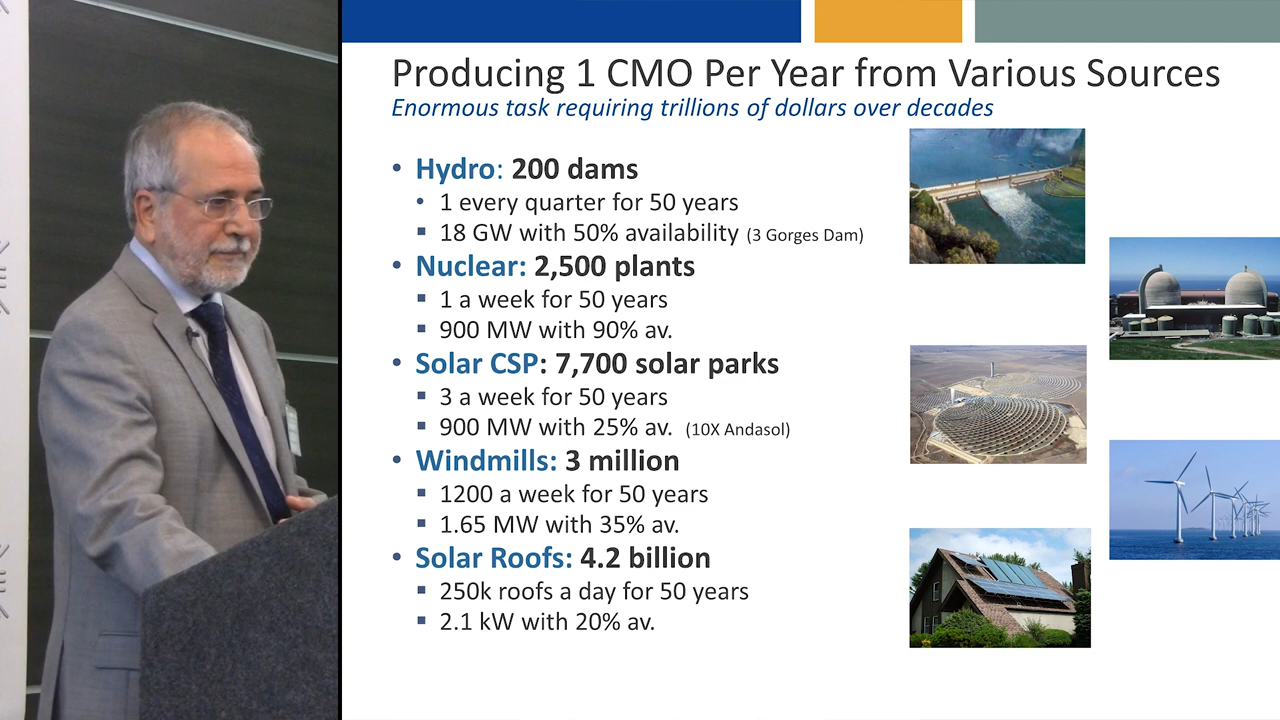 Producing 1 CMO Per Year from Various Sources
Enormous task requiring trillions of dollars over decades
• Hydro: 200 dams
• 1 every quarter for 50 years
▪ 18 GW with 50% availability (3 Gorges Dam)
• Nuclear: 2,500 plants
▪ 1 a week for 50 years
▪ 900 MW with 90% av.
• Solar CSP: 7,700 solar parks
▪ 3 a week for 50 years
▪ 900 MW with 25% av. (10X Andasol)
• Windmills: 3 million
▪ 1200 a week for 50 years
▪ 1.65 MW with 35% av.
• Solar Roofs: 4.2 billion
▪ 250k roofs a day for 50 years
▪ 2.1 kW with 20% av.